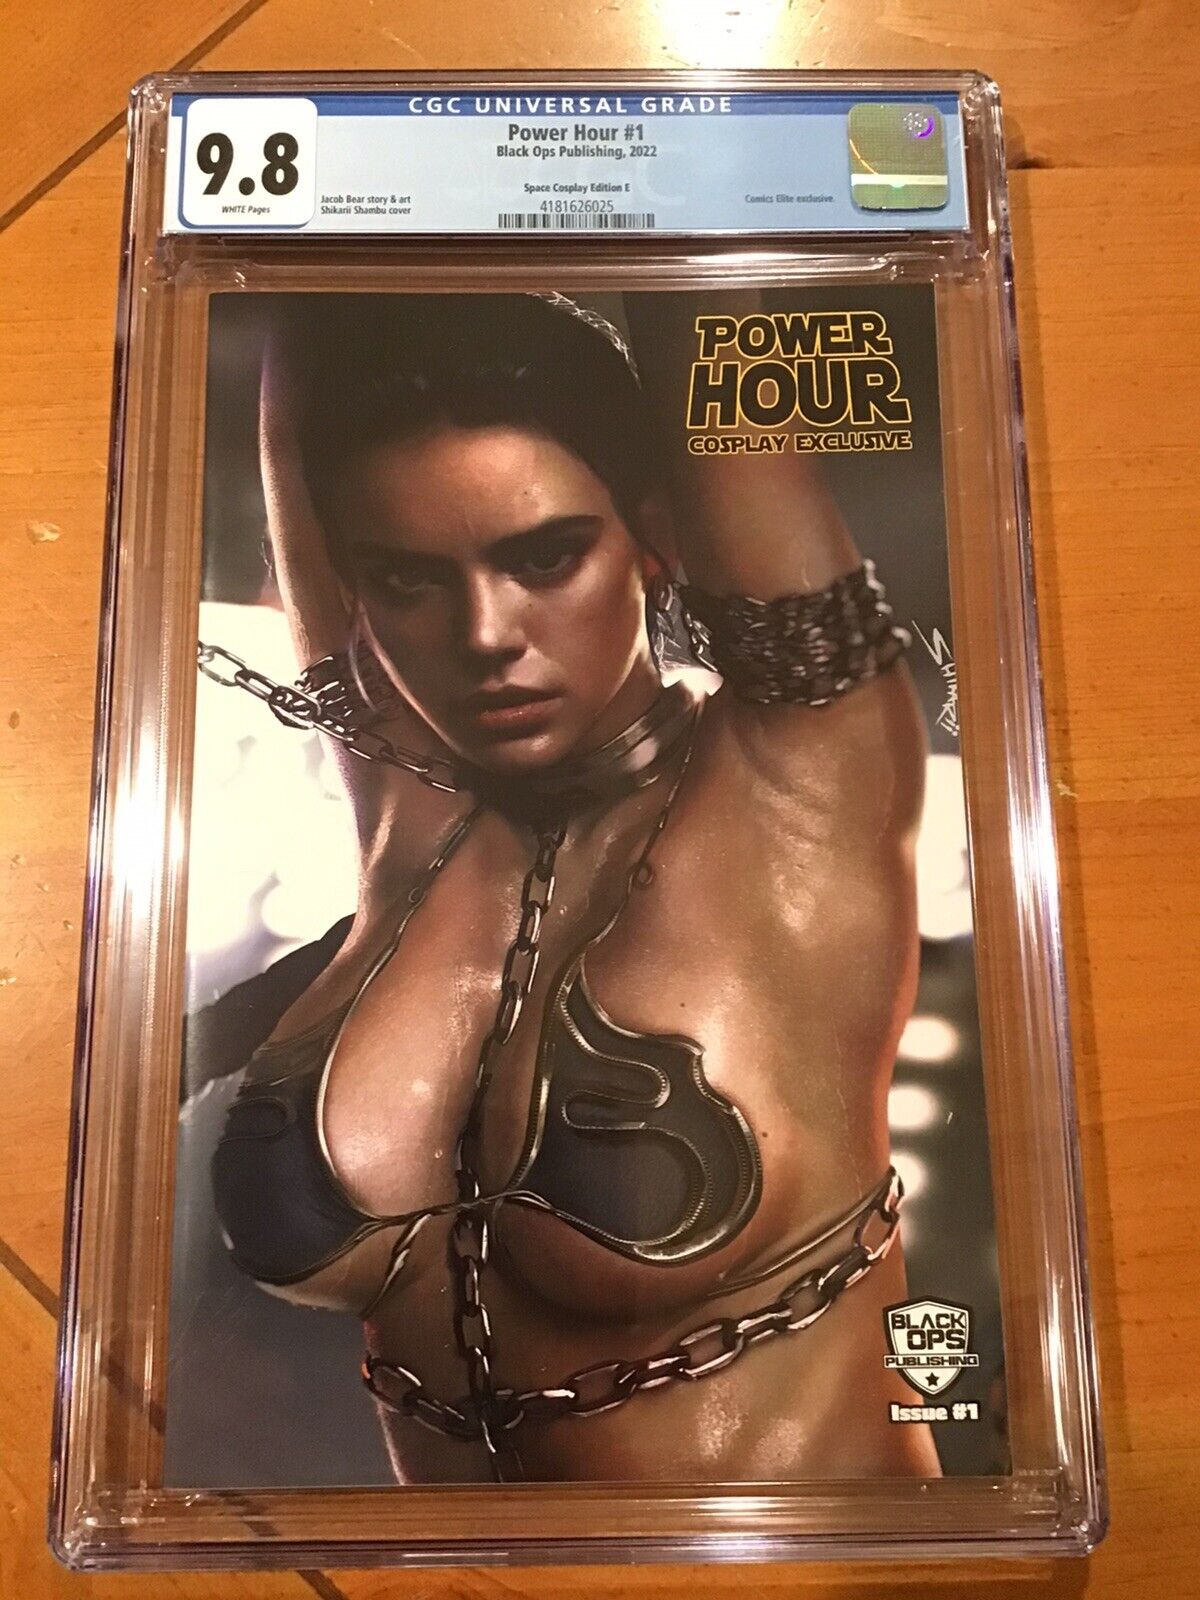 CGC UNIVERSAL GRADE
9.8
WHITE Pages
Power Hour #1
Black Ops Publishing, 2022
Space Cosplay Edition E
Jacob Bear story & art
Shikarii Shambu cover
4181626025
Comics Elite exclusive.
POWER
HOUR
COSPLAY EXCLUSIVE
BLACK
OPS
PUBLISHING
Issue #1